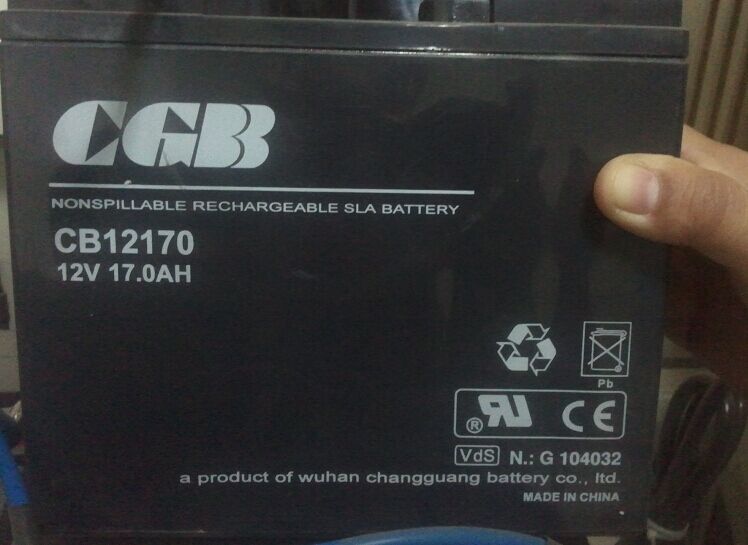 CGB
NONSPILLABLE RECHARGEABLE SLA BATTERY
CB12170
12V 17.0AH
Pb
® RU CE
VdS N.: G 104032
a product of wuhan changguang battery co., ltd.
MADE IN CHINA